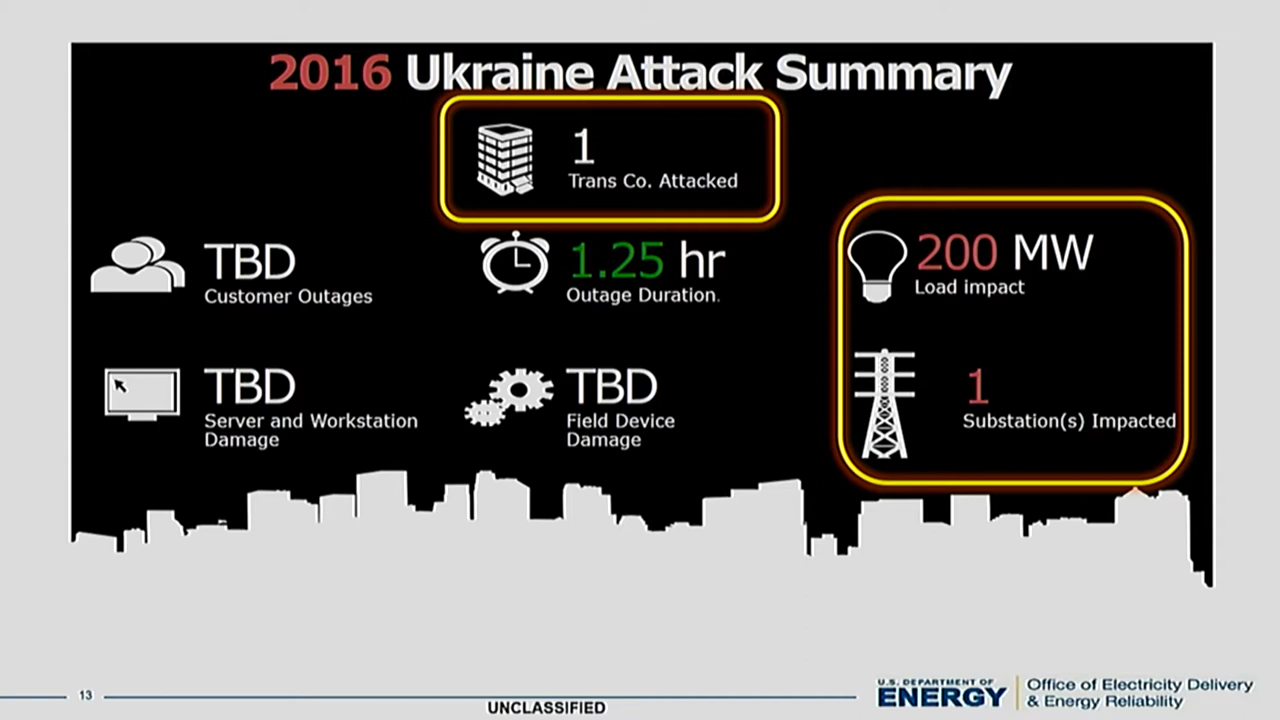 2016 Ukraine Attack Summary
1
Trans Co. Attacked
TBD
Customer Outages
1.25 hr
Outage Duration.
200 MW
Load impact
TBD
Server and Workstation
Damage
TBD
Field Device
Damage
1
Substation(s) Impacted
13
UNCLASSIFIED
U.S. DEPARTMENT OF
ENERGY
Office of Electricity Delivery
& Energy Reliability